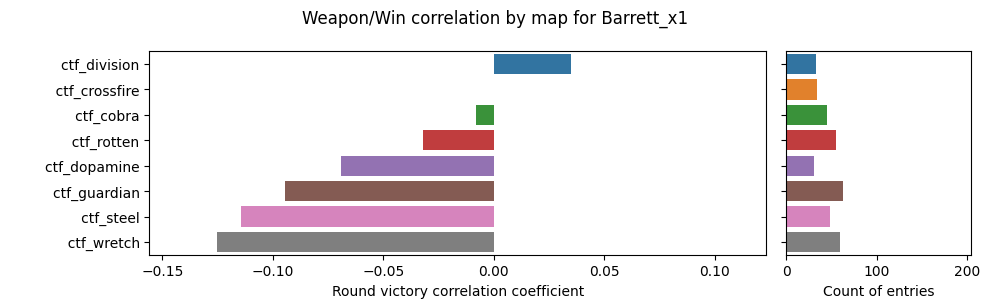 Weapon/Win correlation by map for Barrett_x1
ctf_division
ctf_crossfire
ctf_cobra
ctf_rotten
ctf_dopamine
ctf_guardian
ctf_steel
ctf_wretch
−0.15 −0.10 −0.05 0.00 0.05 0.10
Round victory correlation coefficient
0 100 200
Count of entries